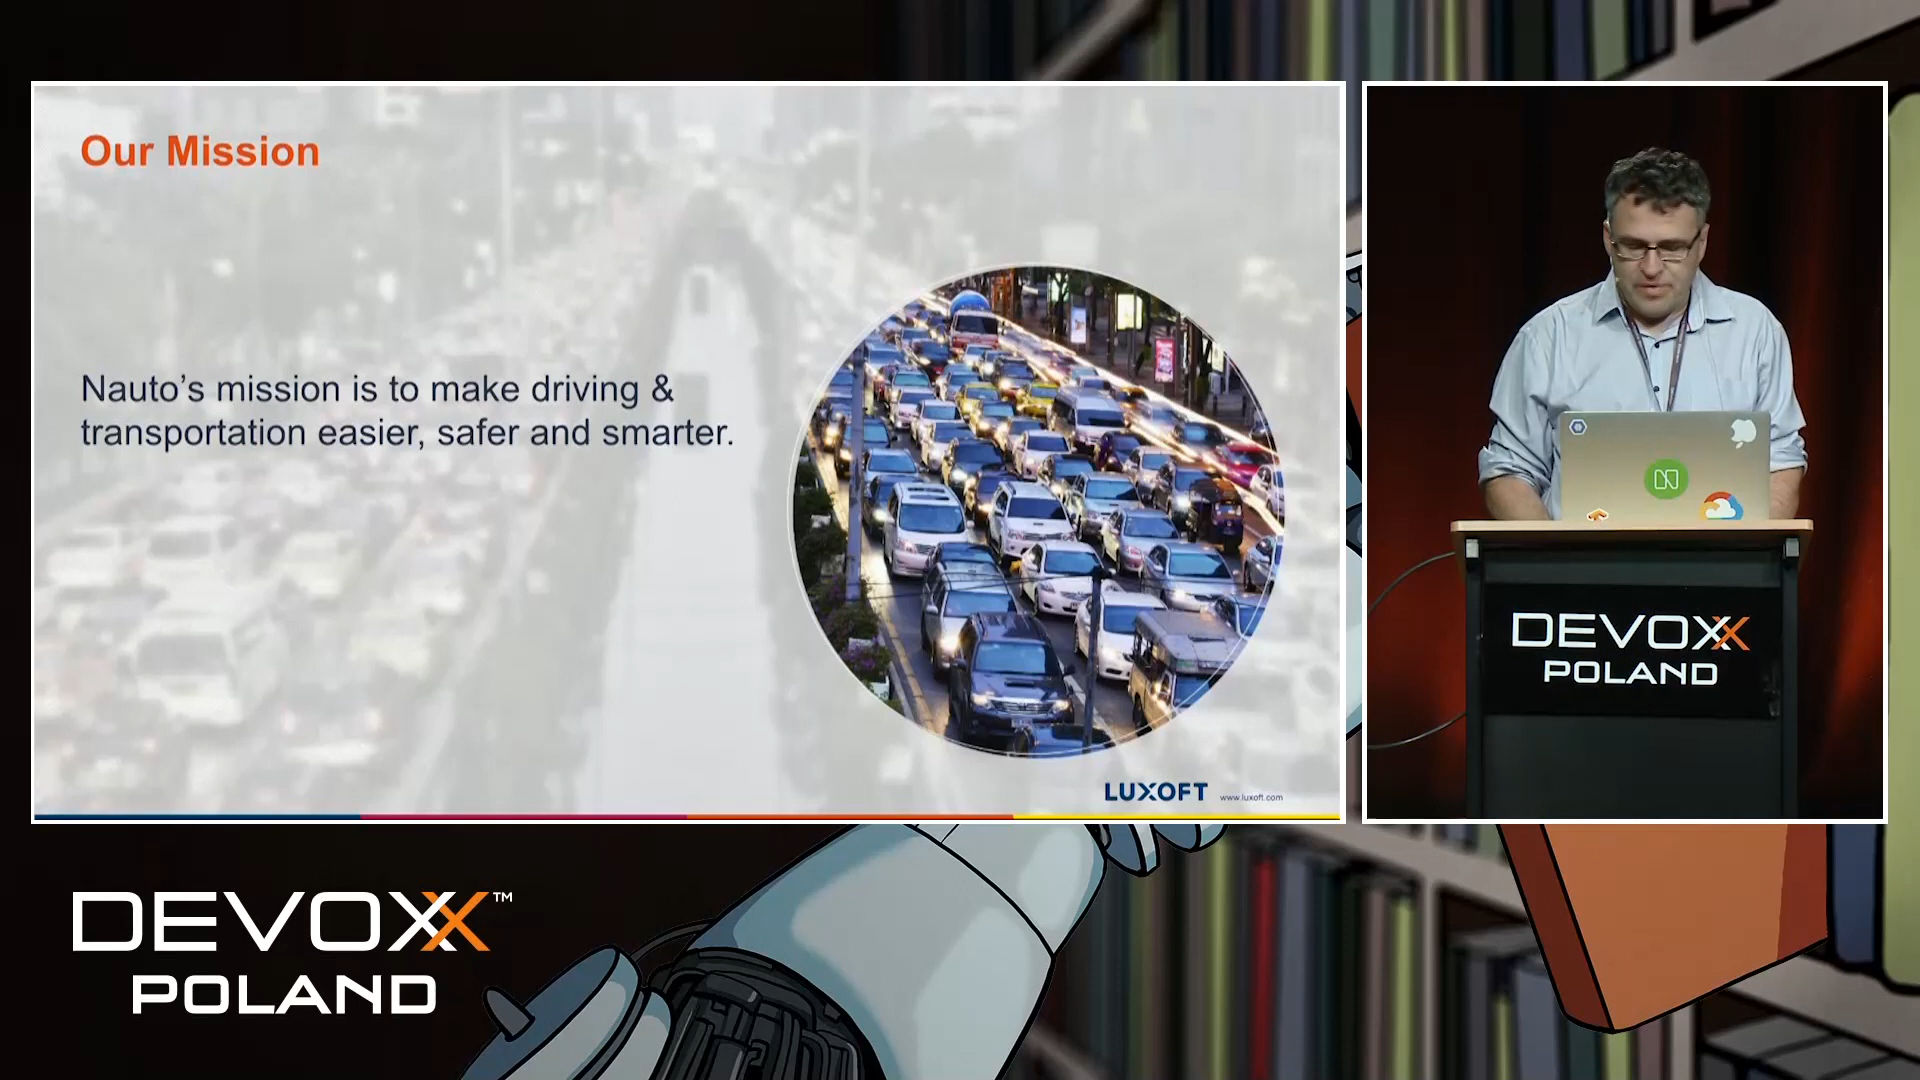 Our Mission
Nauto’s mission is to make driving &
transportation easier, safer and smarter.
LUXOFT www.luxoft.com
DEVOXX
POLAND
DEVOXX™
POLAND